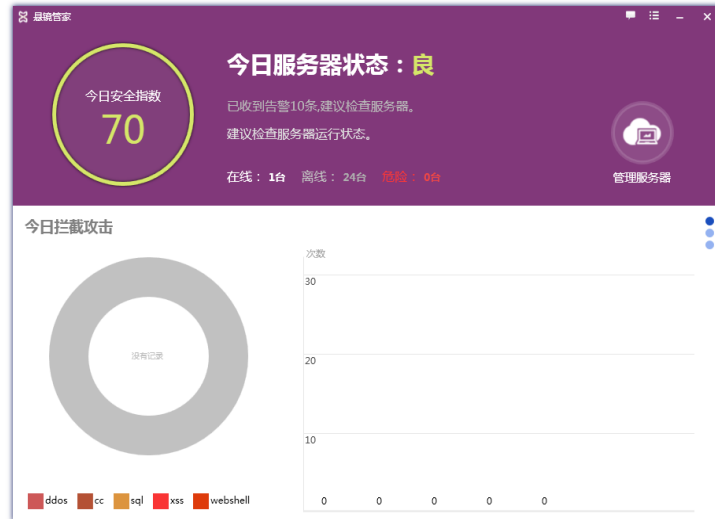 悬镜管家
今日安全指数
70
今日服务器状态：良
已收到告警10条,建议检查服务器。
建议检查服务器运行状态。
在线： 1台 离线： 24台 危险： 0台
管理服务器
今日拦截攻击
没有记录
ddos cc sql xss webshell
次数
30
20
10
0 0 0 0 0